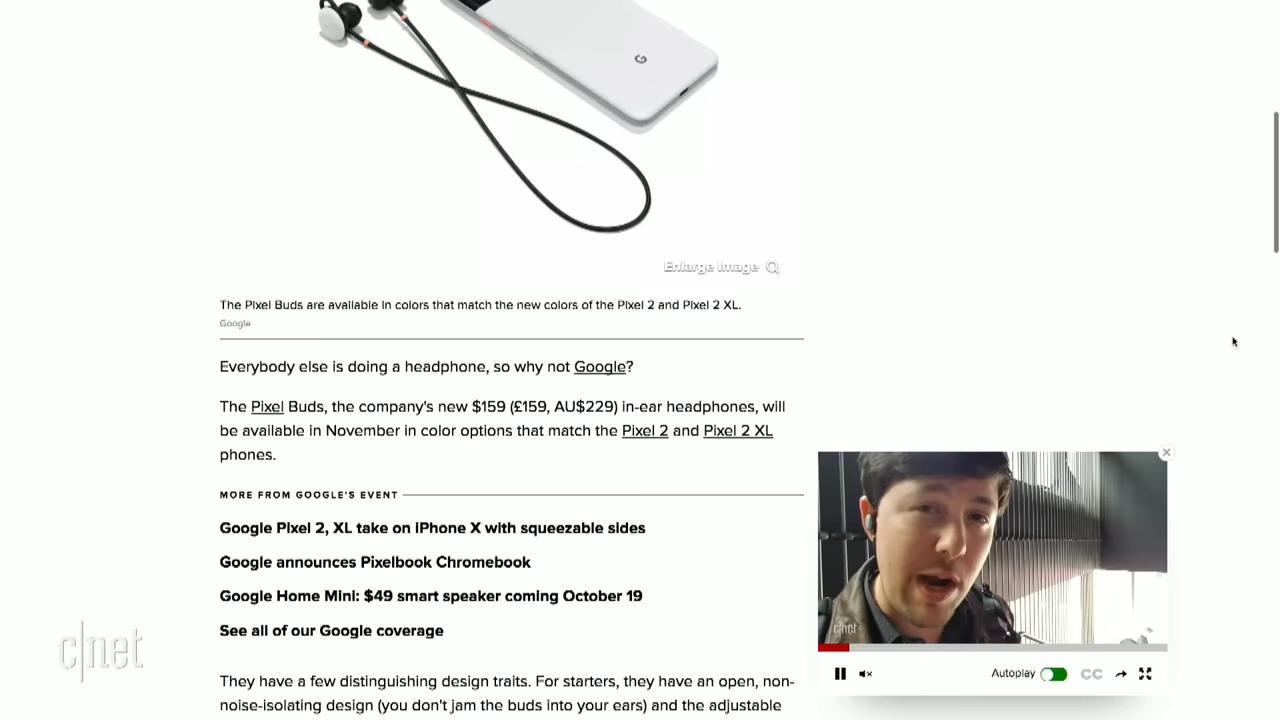 G
Enlarge Image
The Pixel Buds are available in colors that match the new colors of the Pixel 2 and Pixel 2 XL.
Google
Everybody else is doing a headphone, so why not Google?
The Pixel Buds, the company's new $159 (£159, AU$229) in-ear headphones, will
be available in November in color options that match the Pixel 2 and Pixel 2 XL
phones.
MORE FROM GOOGLE'S EVENT
Google Pixel 2, XL take on iPhone X with squeezable sides
Google announces Pixelbook Chromebook
Google Home Mini: $49 smart speaker coming October 19
See all of our Google coverage
They have a few distinguishing design traits. For starters, they have an open, non-
noise-isolating design (you don't jam the buds into your ears) and the adjustable
c|net
c|net
Autoplay
CC